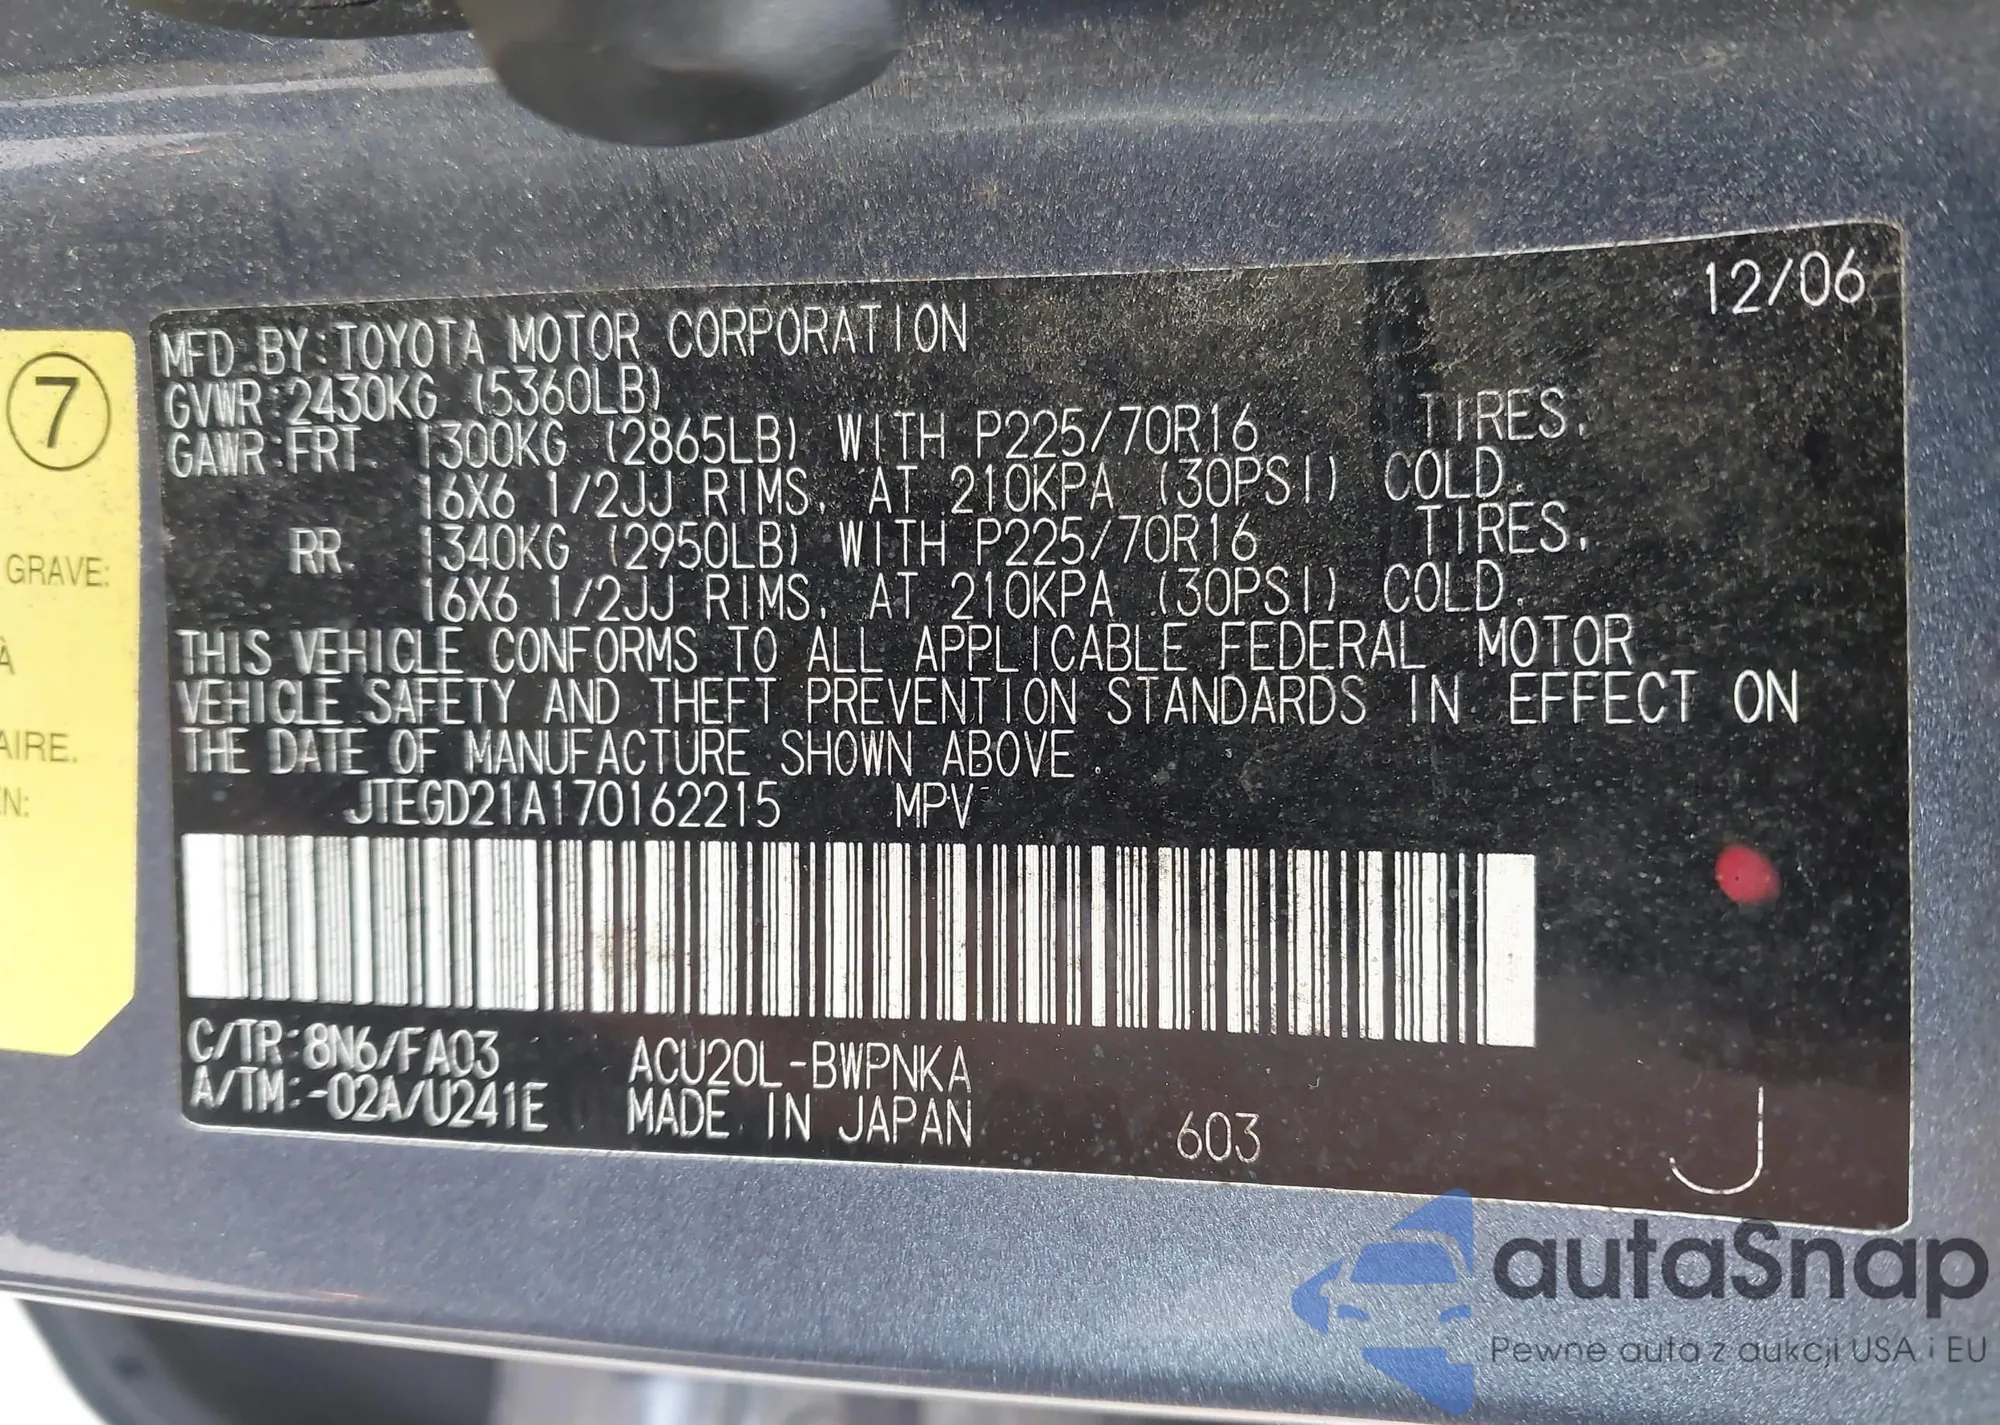 12/06
MFD. BY: TOYOTA MOTOR CORPORATION
GVWR: 2430KG (5360LB)
GAWR: FRT. 1300KG (2865LB) WITH P225/70R16 TIRES,
16X6 1/2JJ RIMS, AT 210KPA (30PSI) COLD.
RR. 1340KG (2950LB) WITH P225/70R16 TIRES,
16X6 1/2JJ RIMS, AT 210KPA (30PSI) COLD.
THIS VEHICLE CONFORMS TO ALL APPLICABLE FEDERAL MOTOR
VEHICLE SAFETY AND THEFT PREVENTION STANDARDS IN EFFECT ON
THE DATE OF MANUFACTURE SHOWN ABOVE.
JTEGD21A170162215 MPV
C/TR: 8N6/FA03 ACU20L-BWPNKA
A/TM: -02A/U241E MADE IN JAPAN 603 J
7
GRAVE:
À
AIRE.
EN:
autaSnap
Pewne auta z aukcji USA i EU